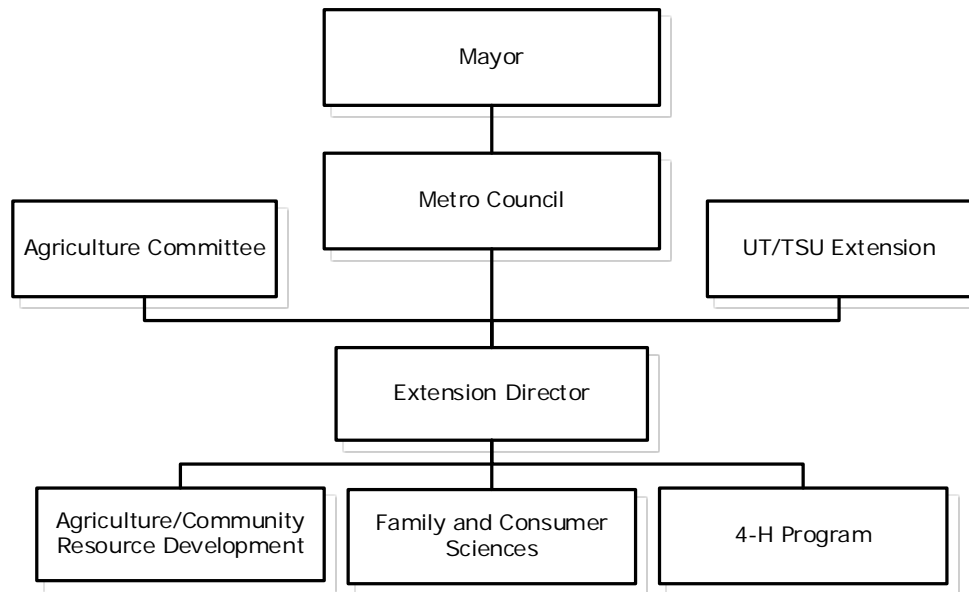 Mayor
Metro Council
Agriculture Committee
UT/TSU Extension
Extension Director
Agriculture/Community
Resource Development
Family and Consumer
Sciences
4-H Program